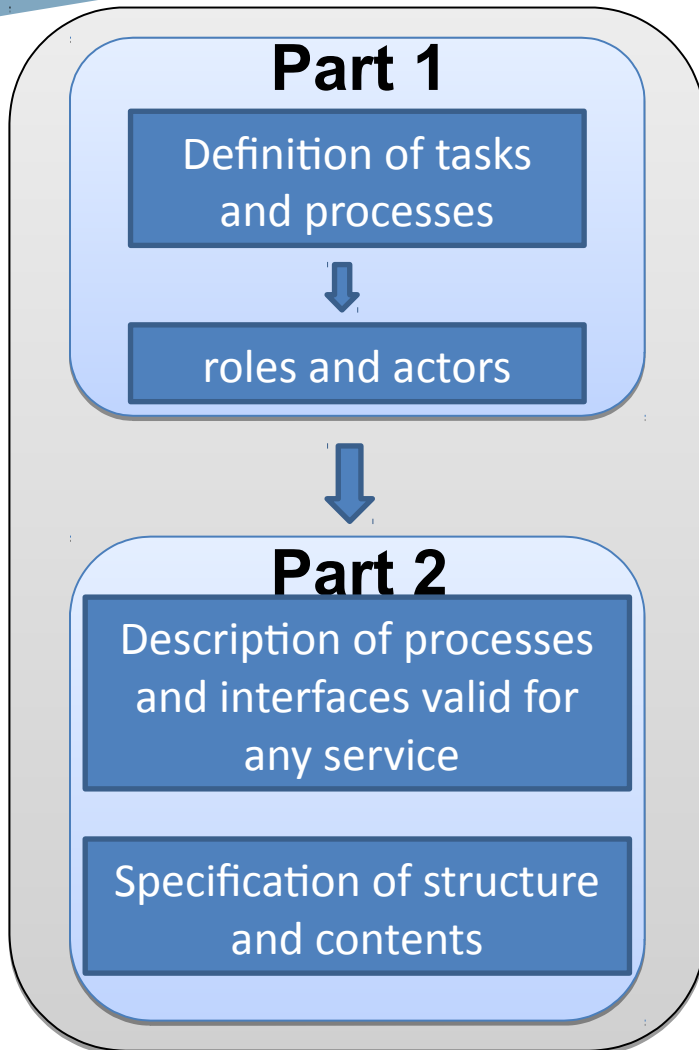 Part 1
Definition of tasks
and processes
roles and actors
Part 2
Description of processes
and interfaces valid for
any service
Specification of structure
and contents